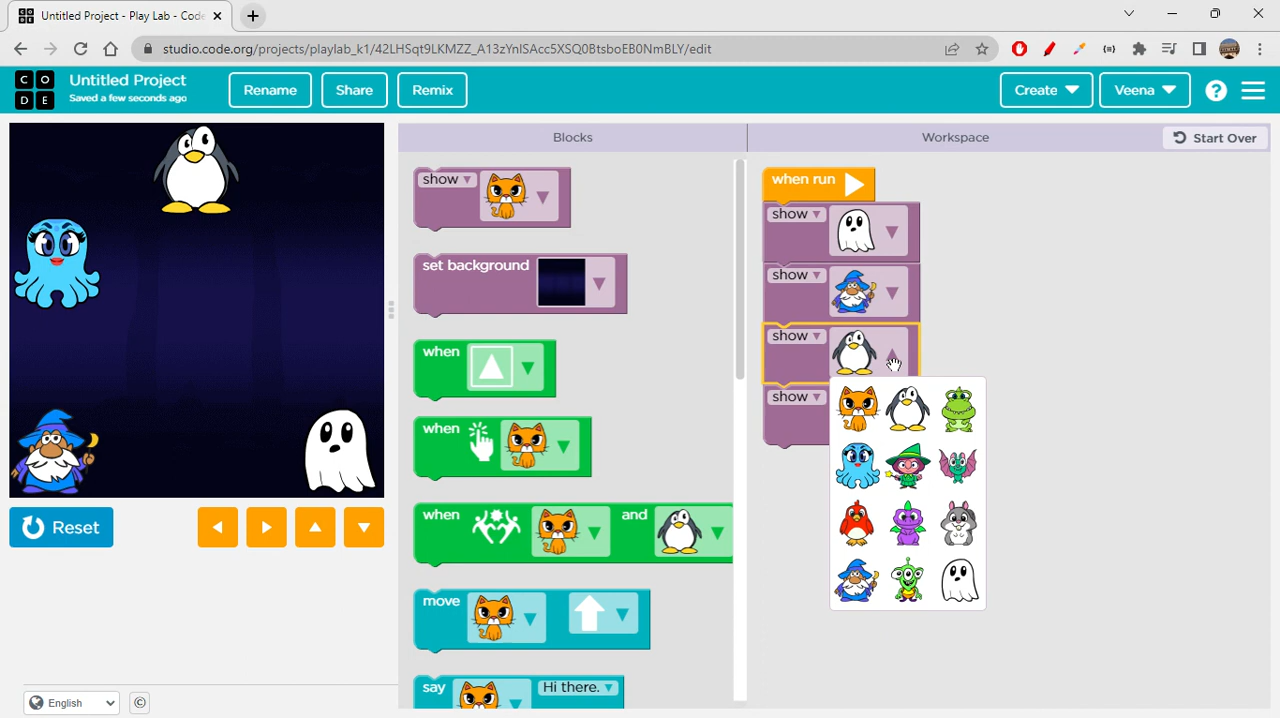 Untitled Project - Play Lab - Code
studio.code.org/projects/playlab_k1/42LHSqt9LKMZZ_A13zYnISAcc5XSQ0BtsboEB0NmBLY/edit
CODE
Untitled Project
Saved a few seconds ago
Rename
Share
Remix
Create
Veena
?
Blocks
Workspace
Start Over
show
set background
when
when
when
and
move
say
Hi there.
when run
show
show
show
show
Reset
English
©